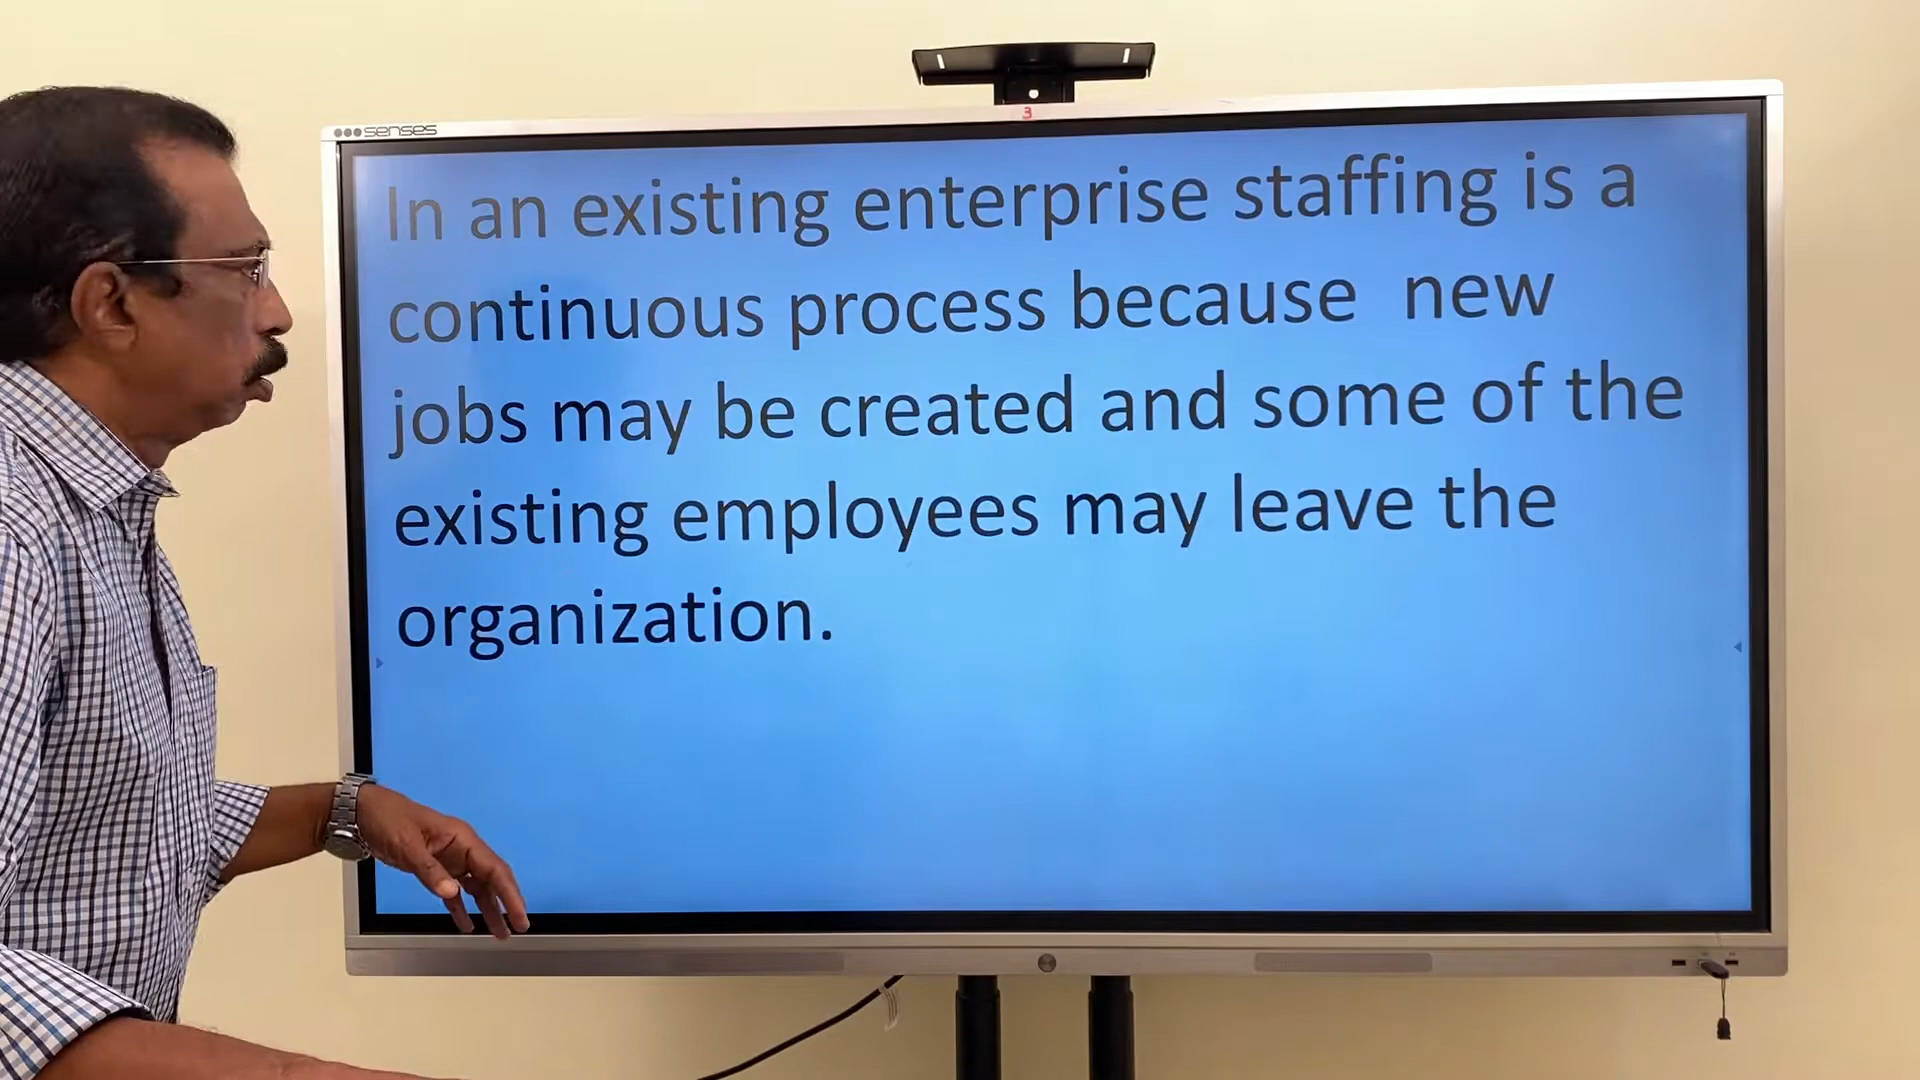 senses
3
In an existing enterprise staffing is a
continuous process because new
jobs may be created and some of the
existing employees may leave the
organization.